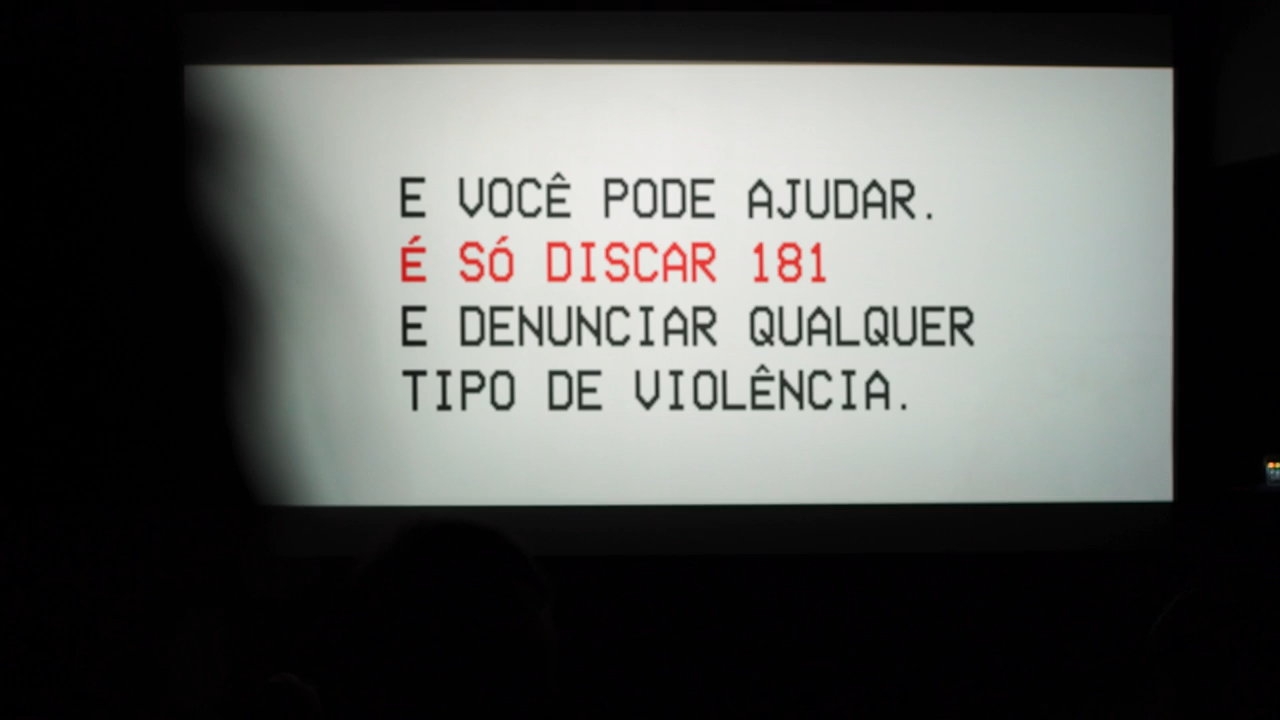 E VOCÊ PODE AJUDAR.
É SÓ DISCAR 181
E DENUNCIAR QUALQUER
TIPO DE VIOLÊNCIA.